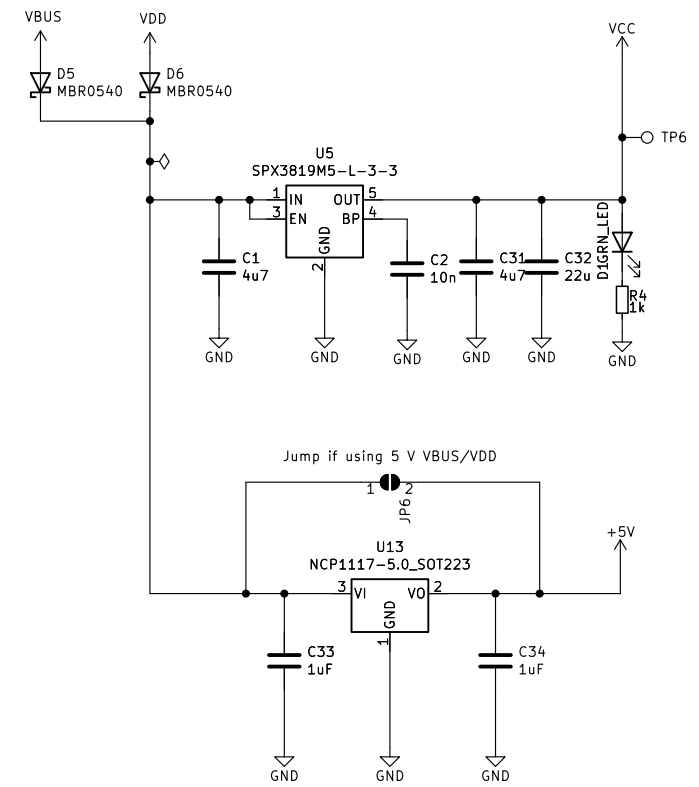 VBUS
VDD
VCC
D5
MBR0540
D6
MBR0540
TP6
U5
SPX3819M5-L-3-3
1 IN
OUT 5
3 EN
BP 4
GND
2
C1
4u7
C2
10n
C31
4u7
C32
22u
D1GRN_LED
R4
1k
GND
GND
GND
GND
GND
GND
Jump if using 5 V VBUS/VDD
1
2
JP6
+5V
U13
NCP1117-5.0_SOT223
3 VI
VO 2
GND
1
C33
1uF
C34
1uF
GND
GND
GND